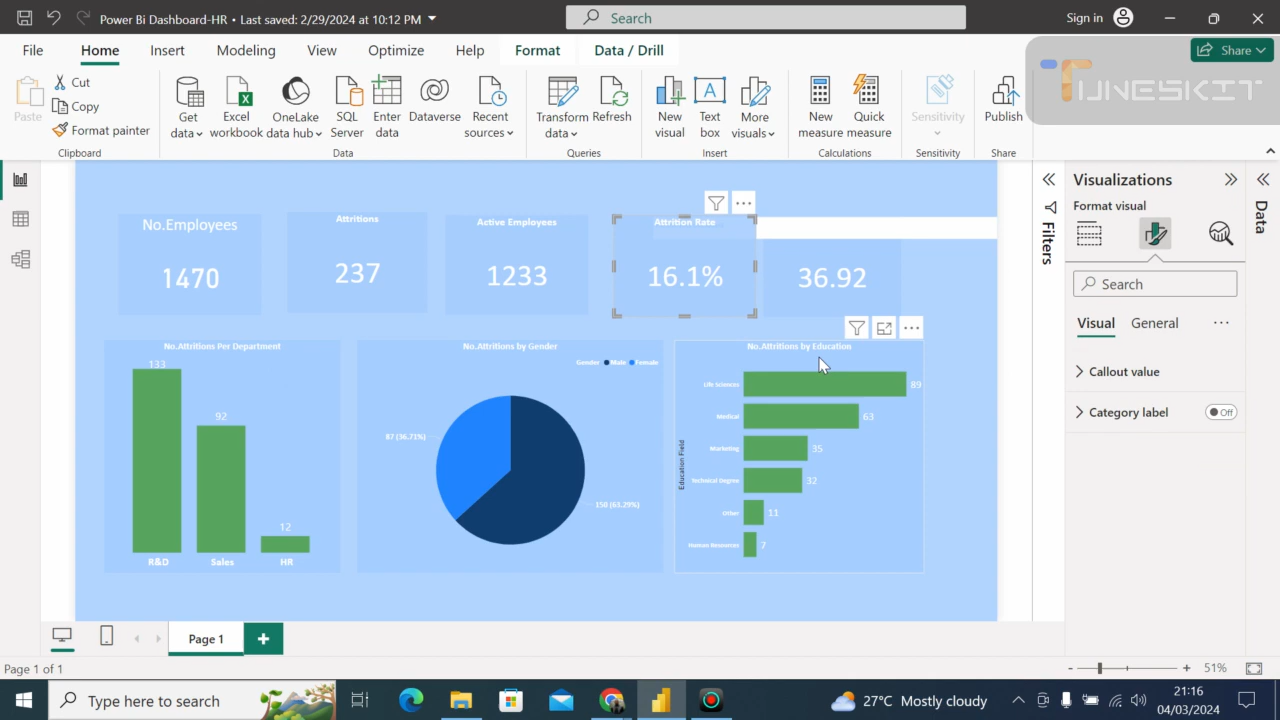 Power Bi Dashboard-HR • Last saved: 2/29/2024 at 10:12 PM
Search
Sign in
File
Home
Insert
Modeling
View
Optimize
Help
Format
Data / Drill
Share
TUNESKIT
Paste
Cut
Copy
Format painter
Get data
Excel workbook
OneLake data hub
SQL Server
Enter data
Dataverse
Recent sources
Transform data
Refresh
New visual
Text box
More visuals
New measure
Quick measure
Sensitivity
Publish
Clipboard
Data
Queries
Insert
Calculations
Sensitivity
Share
No.Employees
1470
Attritions
237
Active Employees
1233
Attrition Rate
16.1%
36.92
No.Attritions Per Department
133
92
12
R&D
Sales
HR
No.Attritions by Gender
Gender
Male
Female
87 (36.71%)
150 (63.29%)
No.Attritions by Education
Education Field
Life Sciences
89
Medical
63
Marketing
35
Technical Degree
32
Other
11
Human Resources
7
Filters
Visualizations
Format visual
Search
Visual
General
Callout value
Category label
Off
Data
Page 1
Page 1 of 1
51%
Type here to search
27°C Mostly cloudy
21:16
04/03/2024